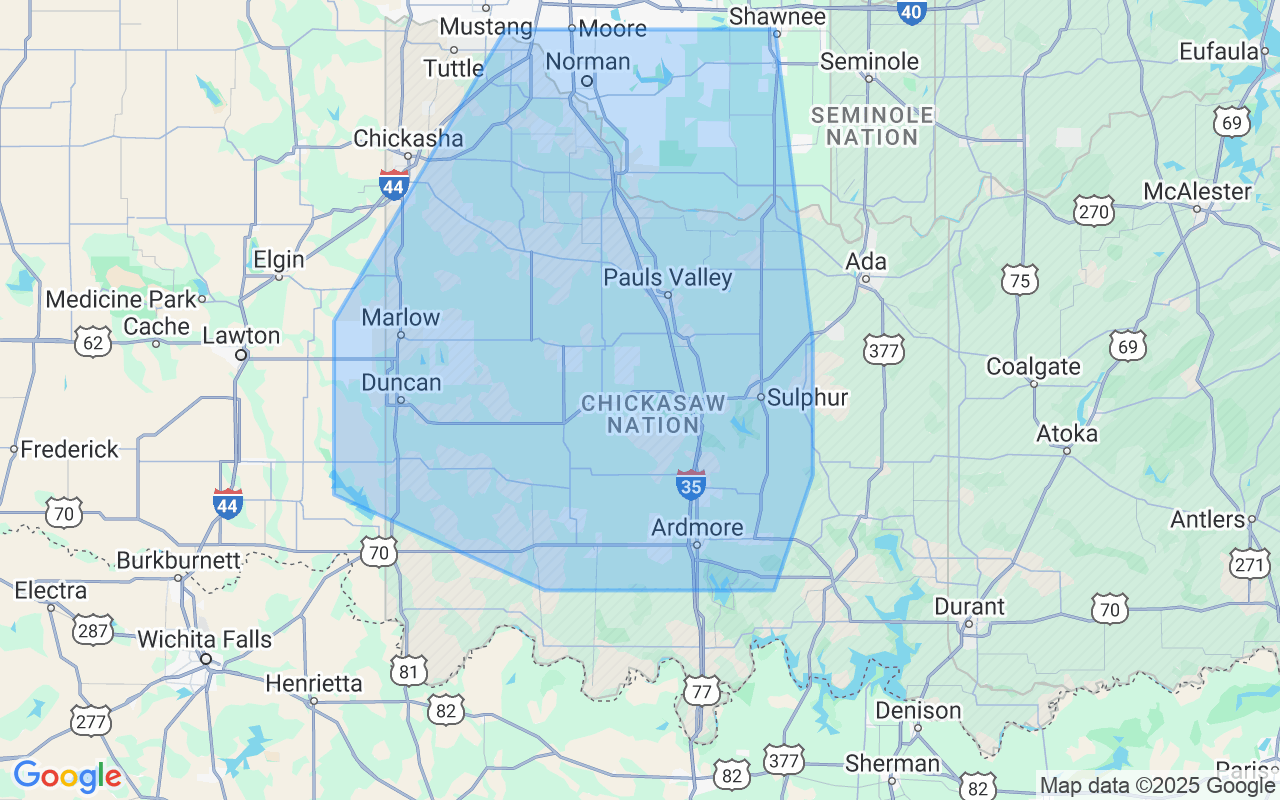 Mustang
Moore
Shawnee
40
Tuttle
Norman
Seminole
Eufaula
SEMINOLE
NATION
69
Chickasha
44
McAlester
270
Elgin
Ada
Pauls Valley
75
Medicine Park
Cache
62
Lawton
Marlow
377
69
Coalgate
Duncan
CHICKASAW
NATION
Sulphur
Atoka
Frederick
44
35
70
Antlers
Ardmore
70
Burkburnett
271
Electra
Durant
70
287
Wichita Falls
81
Henrietta
77
82
277
Denison
377
Sherman
82
82
Paris
Google
Map data ©2025 Google